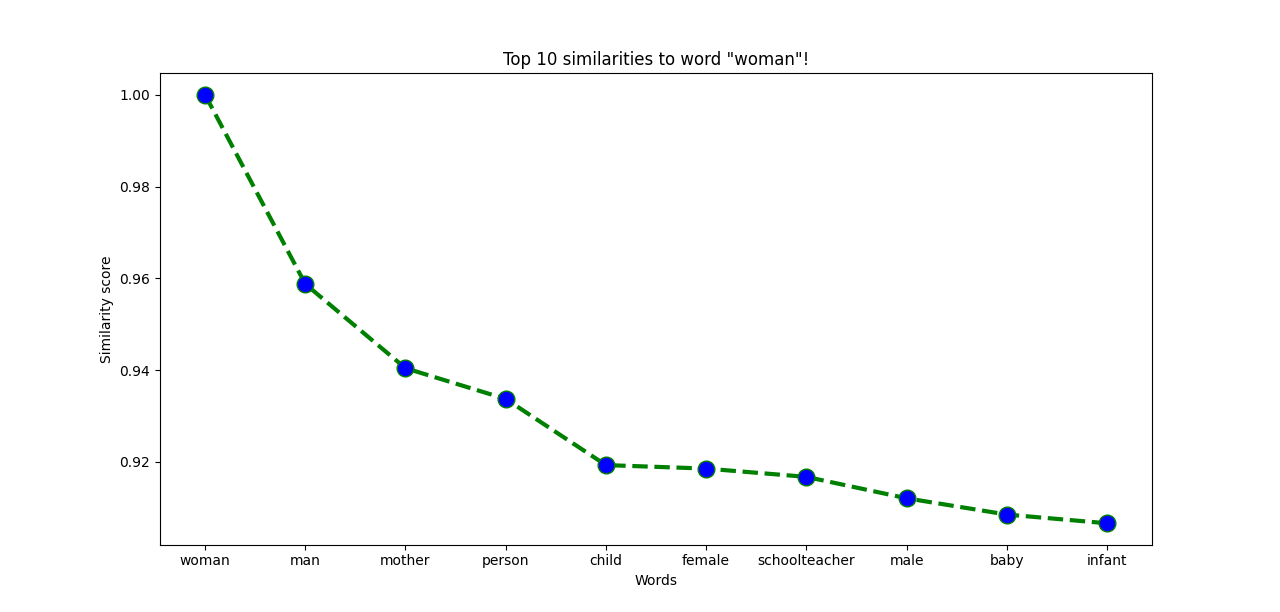 Top 10 similarities to word "woman"!
Similarity score
1.00
0.98
0.96
0.94
0.92
woman man mother person child female schoolteacher male baby infant
Words